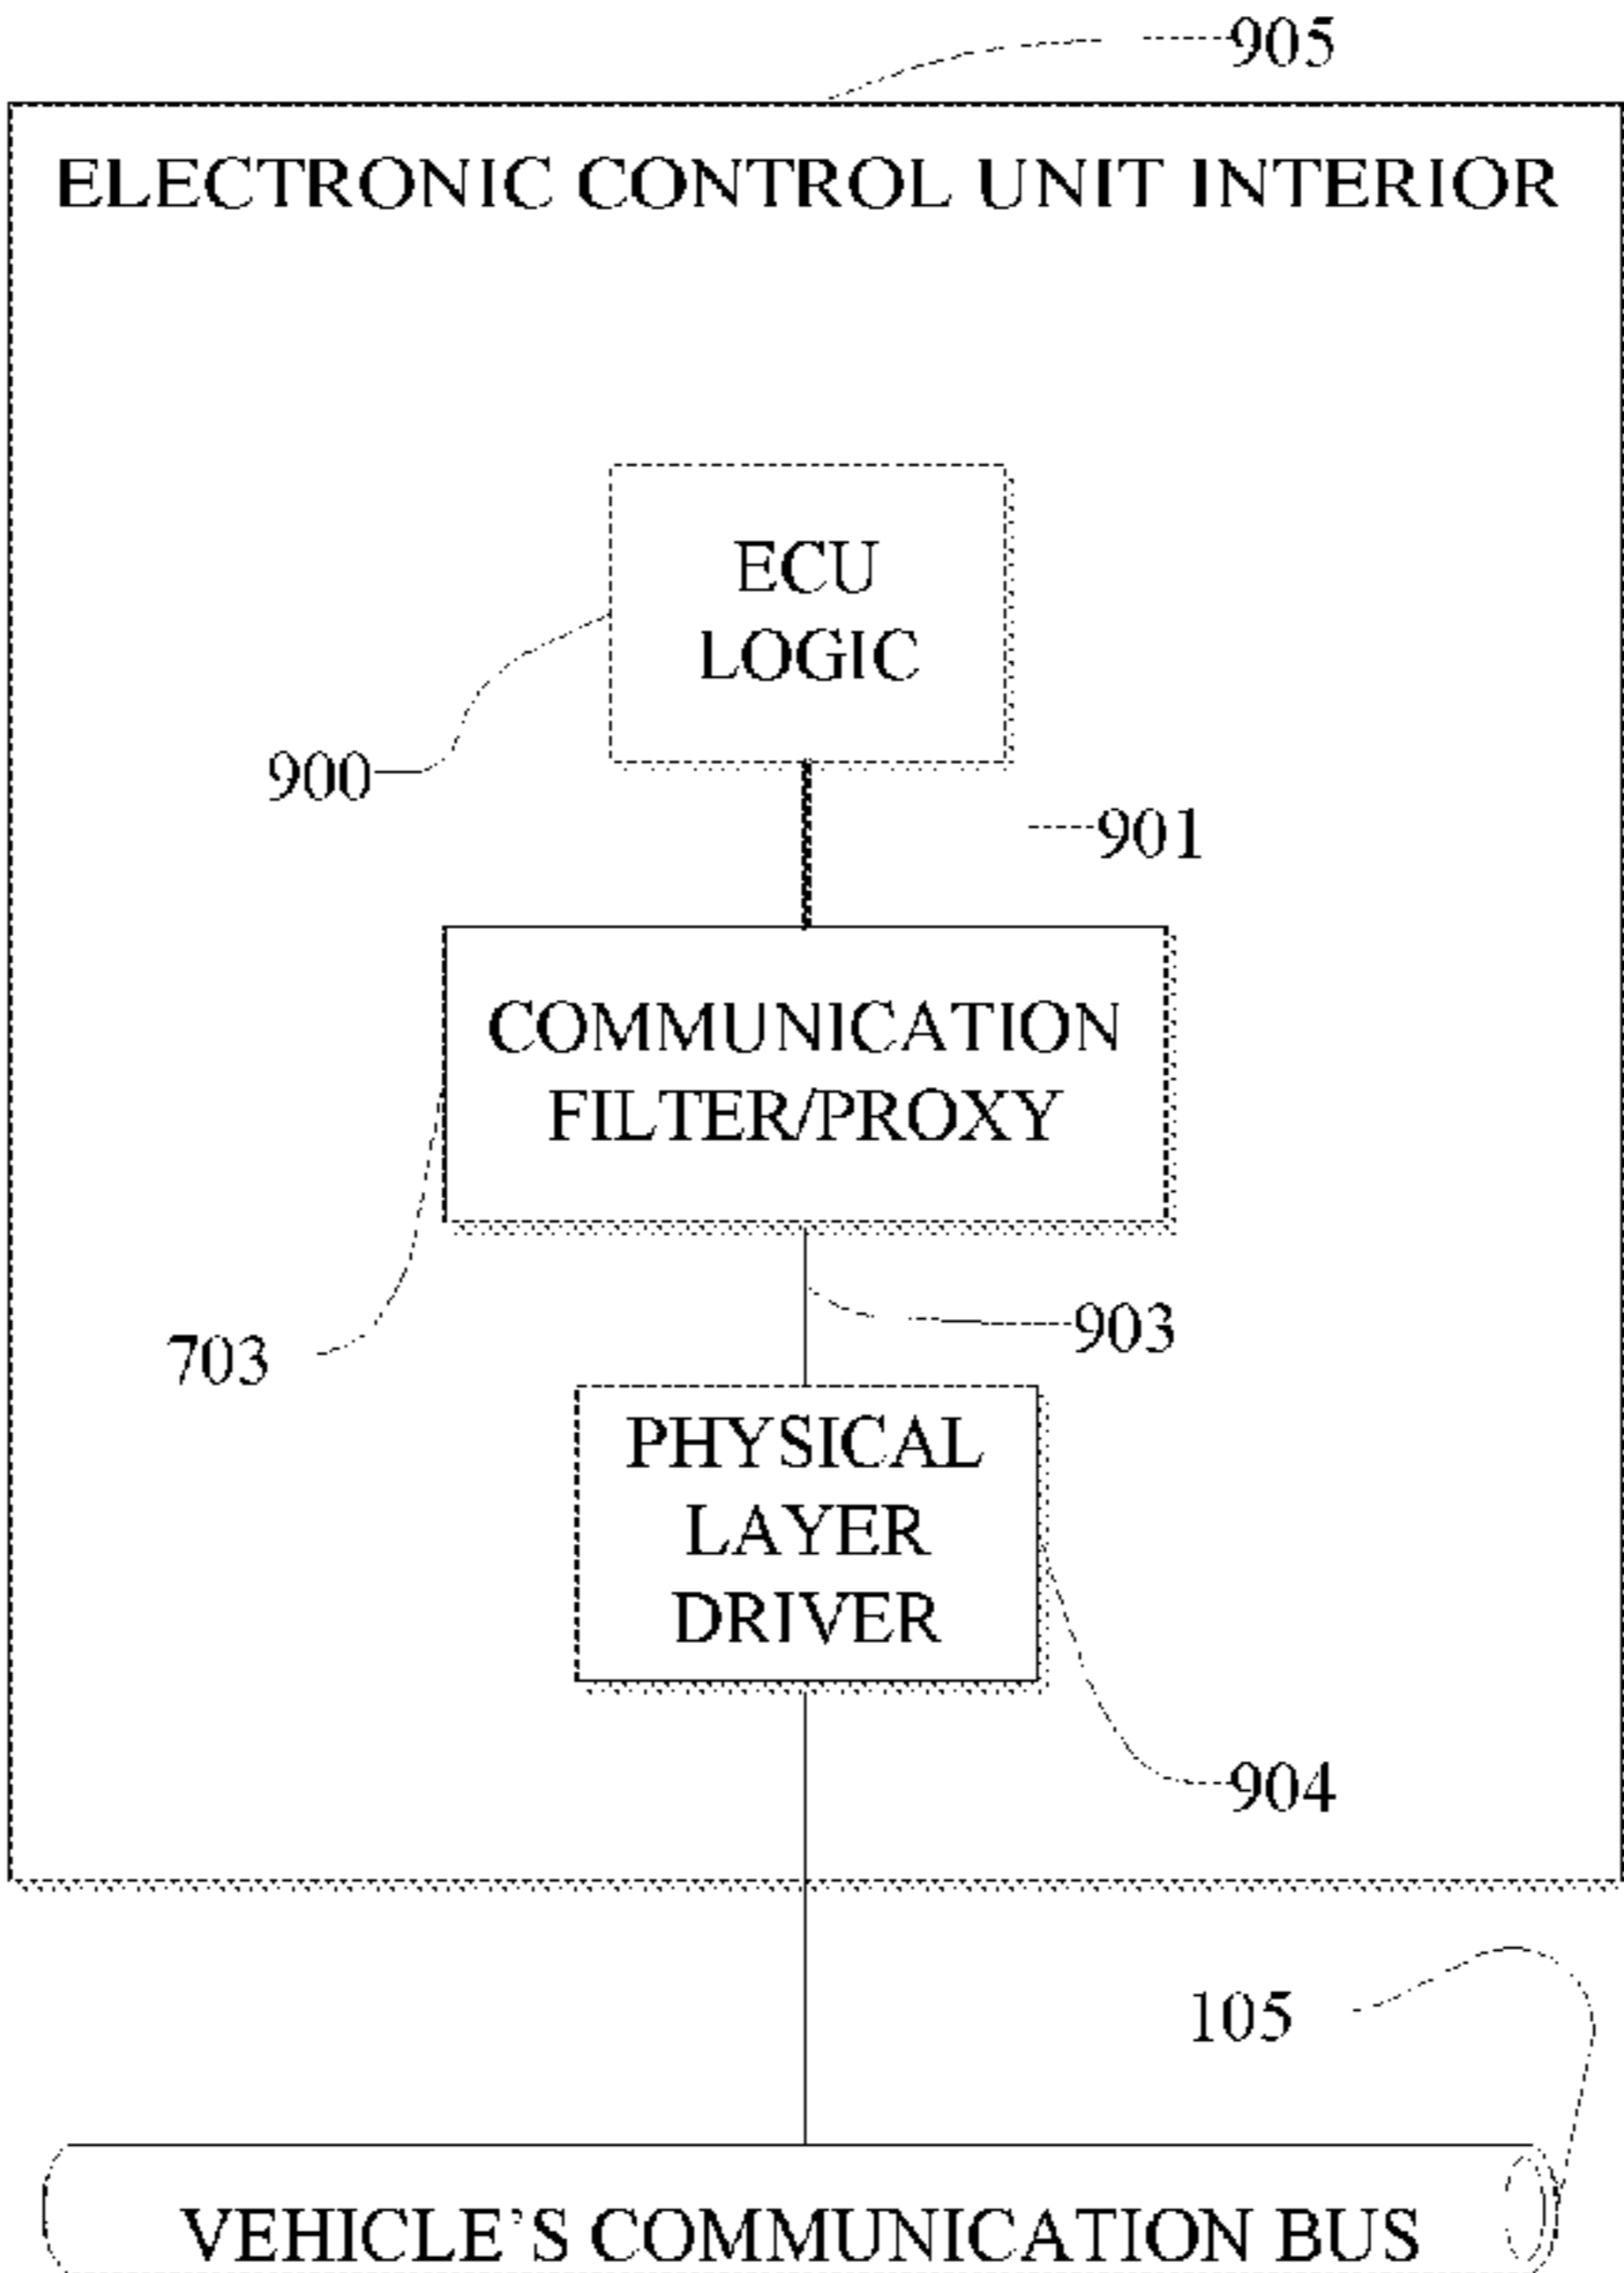 905
ELECTRONIC CONTROL UNIT INTERIOR
ECU
LOGIC
900
901
COMMUNICATION
FILTER/PROXY
903
703
PHYSICAL
LAYER
DRIVER
904
105
VEHICLE’S COMMUNICATION BUS